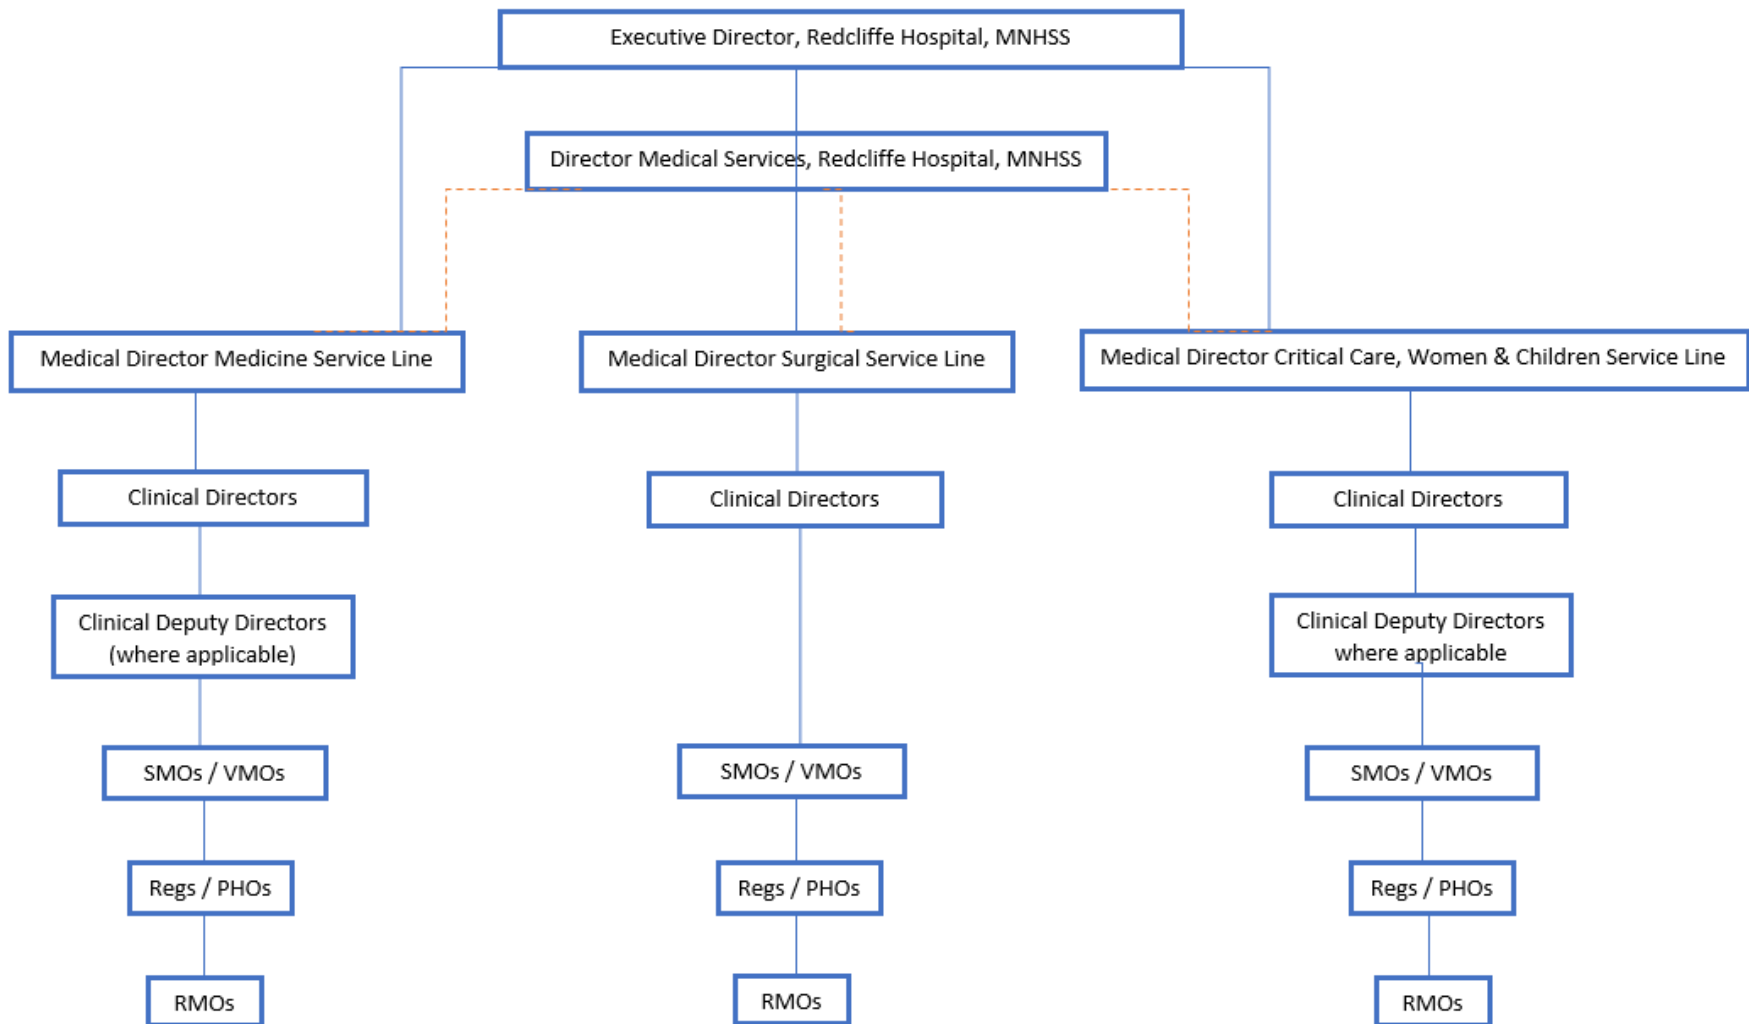 Executive Director, Redcliffe Hospital, MNHSS
Director Medical Services, Redcliffe Hospital, MNHSS
Medical Director Medicine Service Line
Medical Director Surgical Service Line
Medical Director Critical Care, Women & Children Service Line
Clinical Directors
Clinical Directors
Clinical Directors
Clinical Deputy Directors
(where applicable)
Clinical Deputy Directors
where applicable
SMOs / VMOs
SMOs / VMOs
SMOs / VMOs
Regs / PHOs
Regs / PHOs
Regs / PHOs
RMOs
RMOs
RMOs